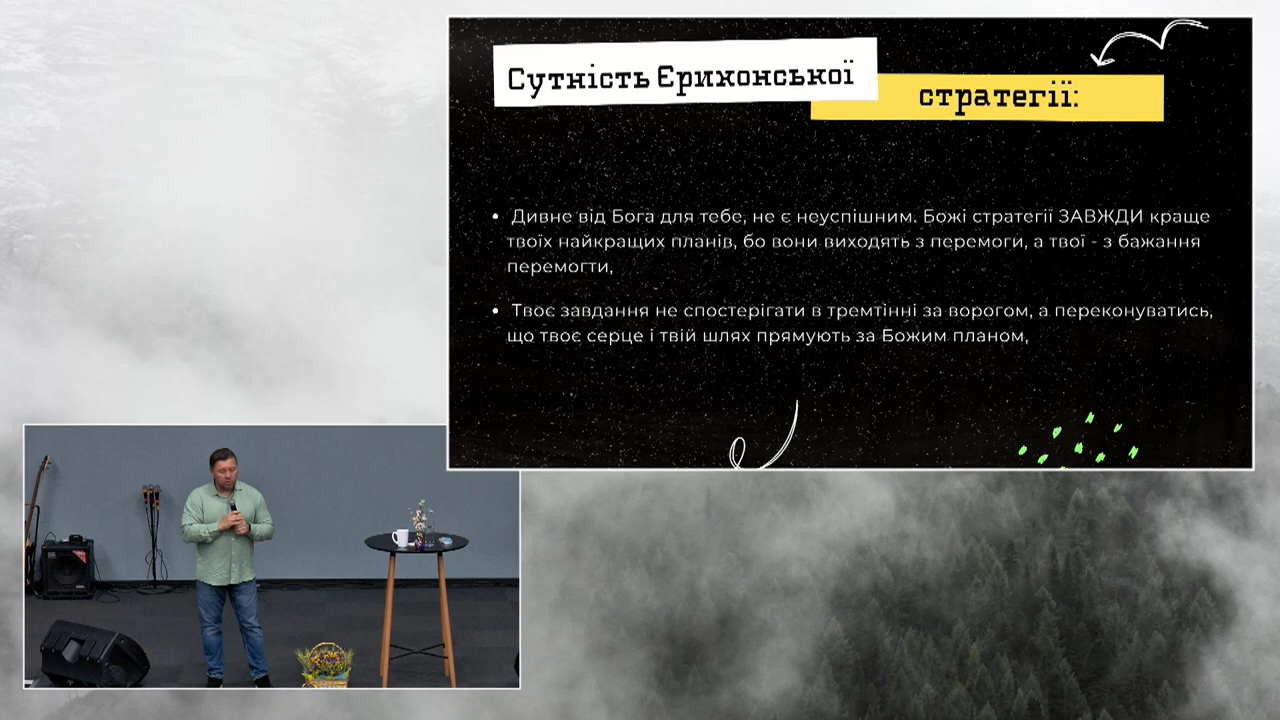 Сутність Єрихонської
стратегії:
• Дивне від Бога для тебе, не є неуспішним. Божі стратегії ЗАВЖДИ краще
твоїх найкращих планів, бо вони виходять з перемоги, а твої - з бажання
перемогти,
• Твоє завдання не спостерігати в тремтінні за ворогом, а переконуватись,
що твоє серце і твій шлях прямують за Божим планом,